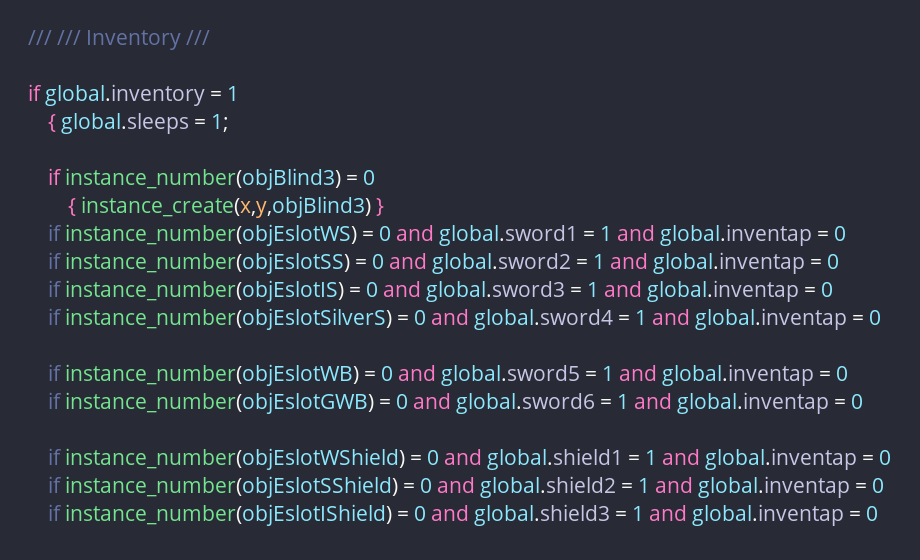 /// /// Inventory ///
if global.inventory = 1
{ global.sleeps = 1;
if instance_number(objBlind3) = 0
{ instance_create(x,y,objBlind3) }
if instance_number(objEslotWS) = 0 and global.sword1 = 1 and global.inventap = 0
if instance_number(objEslotSS) = 0 and global.sword2 = 1 and global.inventap = 0
if instance_number(objEslotIS) = 0 and global.sword3 = 1 and global.inventap = 0
if instance_number(objEslotSilverS) = 0 and global.sword4 = 1 and global.inventap = 0
if instance_number(objEslotWB) = 0 and global.sword5 = 1 and global.inventap = 0
if instance_number(objEslotGWB) = 0 and global.sword6 = 1 and global.inventap = 0
if instance_number(objEslotWShield) = 0 and global.shield1 = 1 and global.inventap = 0
if instance_number(objEslotSShield) = 0 and global.shield2 = 1 and global.inventap = 0
if instance_number(objEslotIShield) = 0 and global.shield3 = 1 and global.inventap = 0